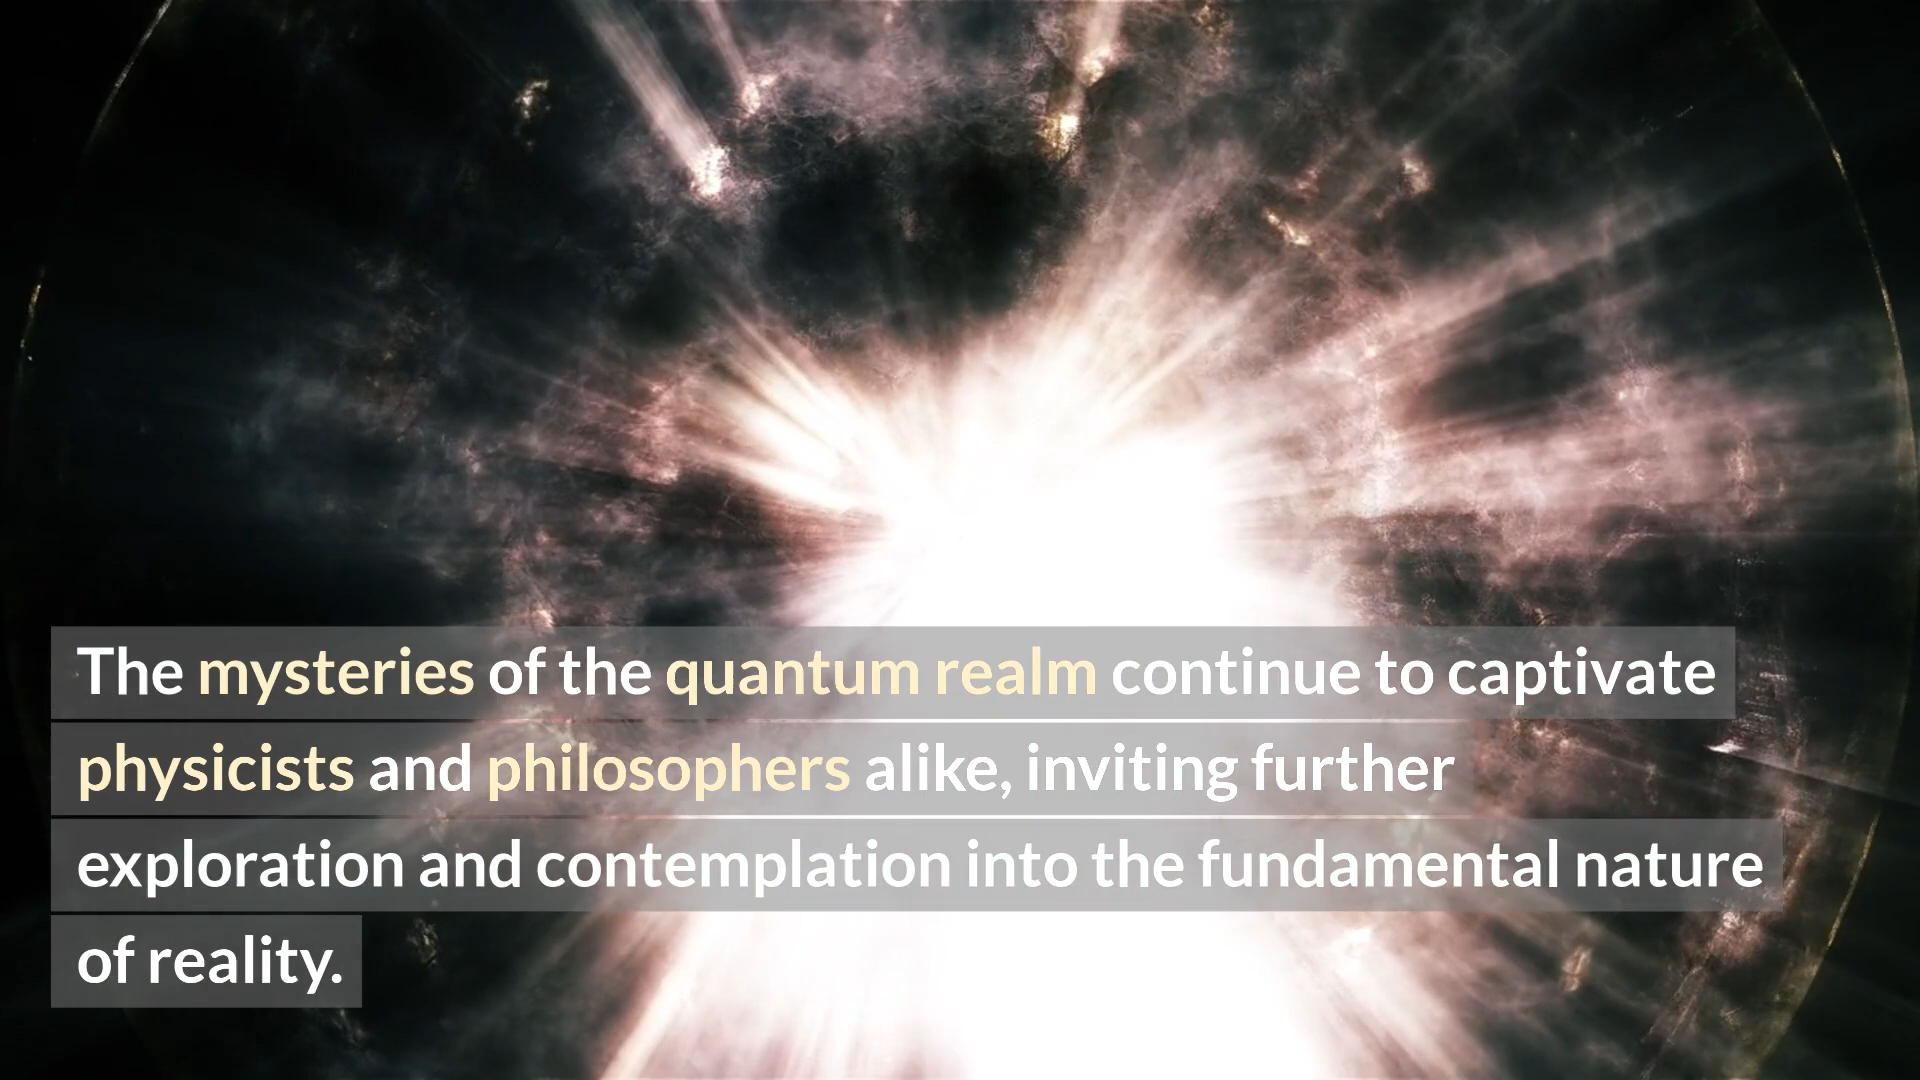 The mysteries of the quantum realm continue to captivate
physicists and philosophers alike, inviting further
exploration and contemplation into the fundamental nature
of reality.